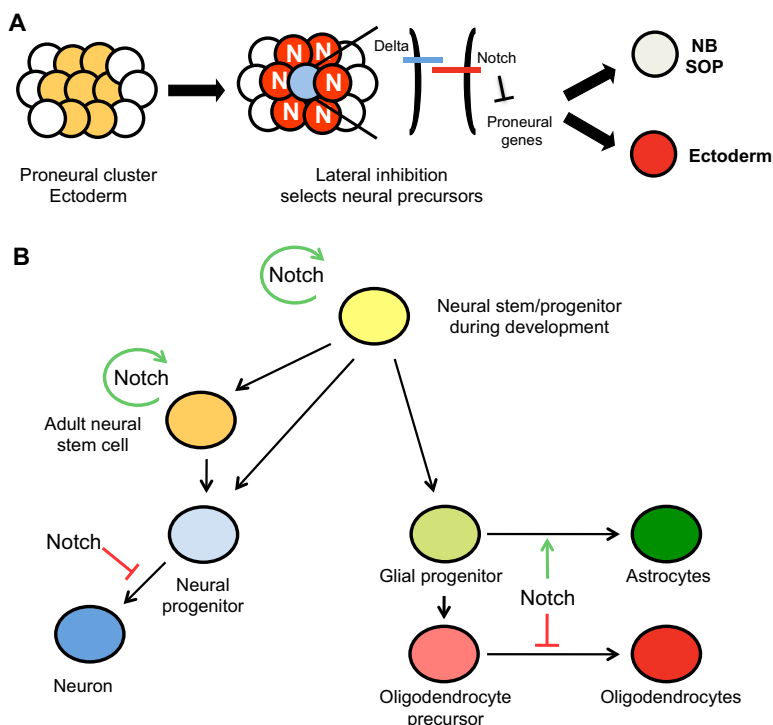 A
Proneural cluster
Ectoderm
N N
N N
N N
Lateral inhibition
selects neural precursors
Delta
Notch
Proneural
genes
NB
SOP
Ectoderm
B
Notch
Neural stem/progenitor
during development
Notch
Adult neural
stem cell
Notch
Neural
progenitor
Neuron
Glial progenitor
Astrocytes
Notch
Oligodendrocyte
precursor
Oligodendrocytes